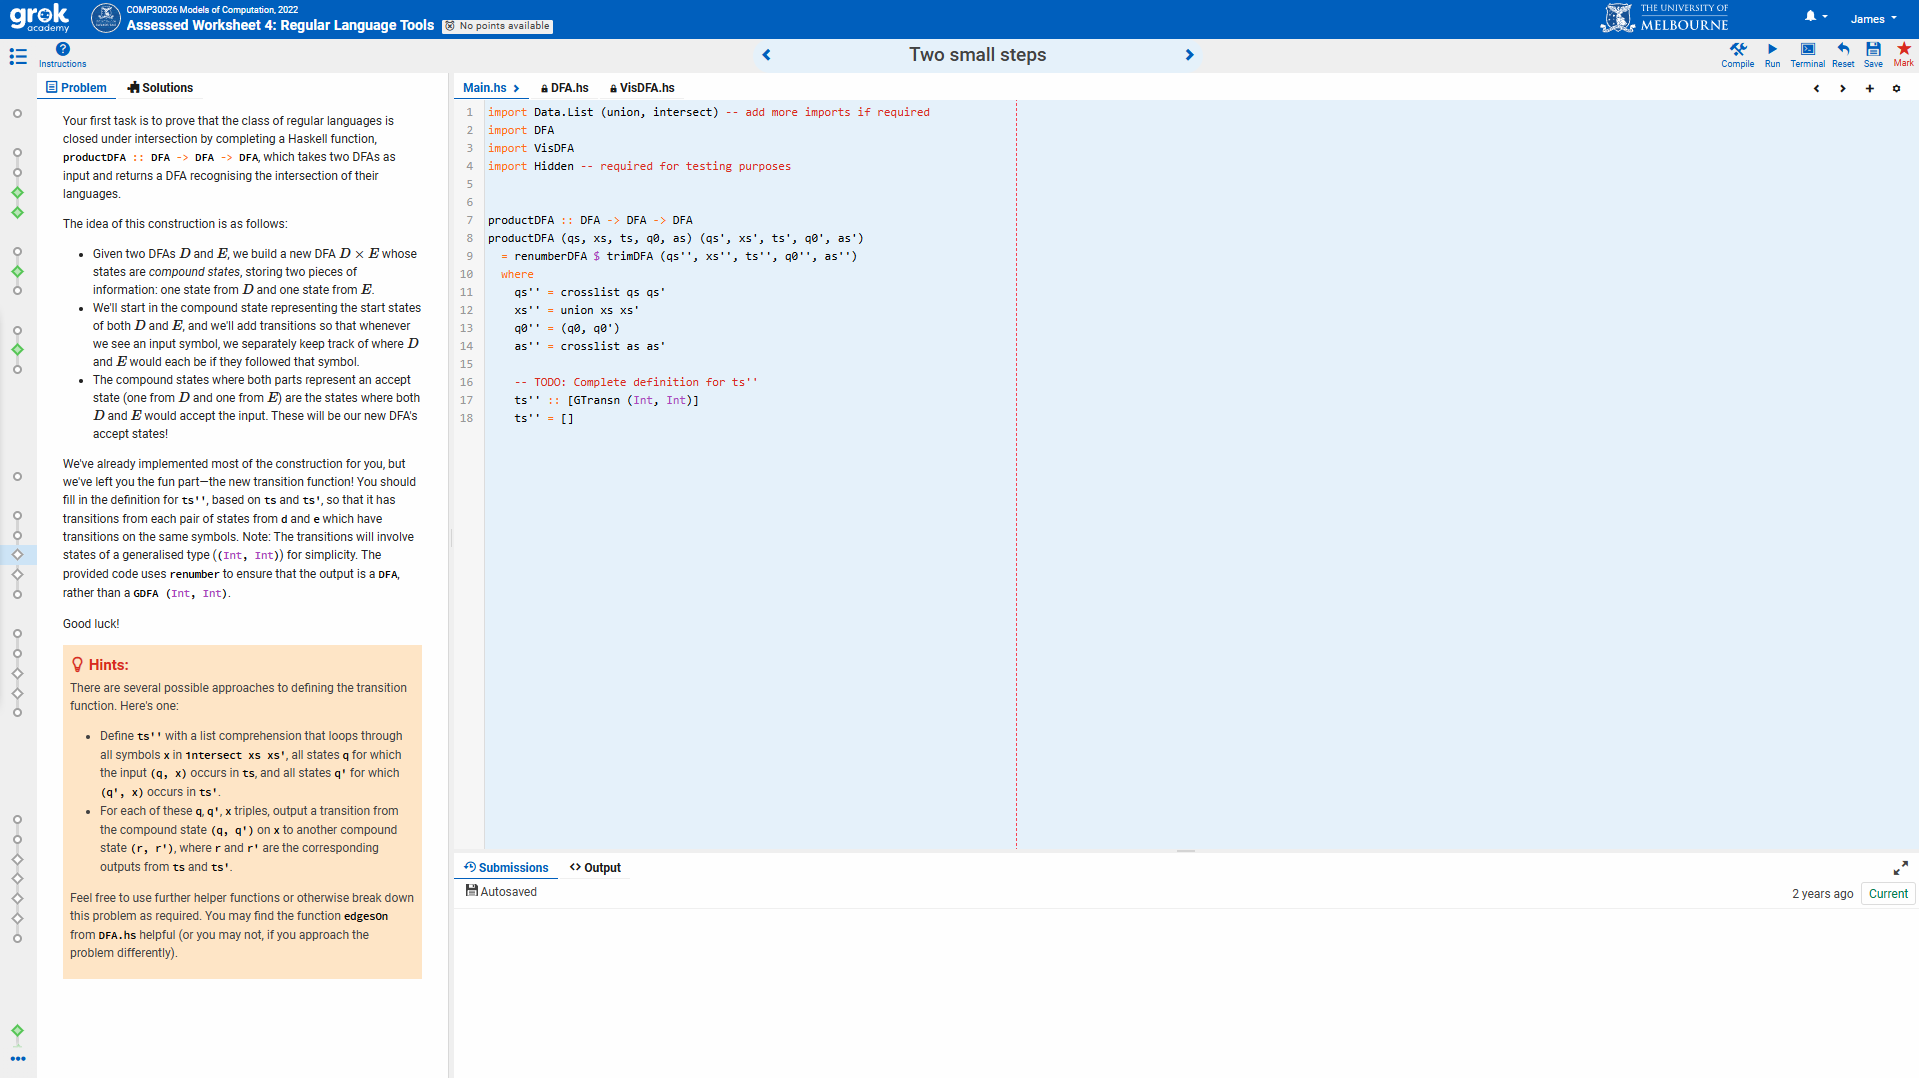 grok
academy
COMP30026 Models of Computation, 2022
Assessed Worksheet 4: Regular Language Tools
No points available
THE UNIVERSITY OF
MELBOURNE
James
Instructions
Two small steps
Compile
Run
Terminal
Reset
Save
Mark
Problem
Solutions
Your first task is to prove that the class of regular languages is
closed under intersection by completing a Haskell function,
productDFA :: DFA -> DFA -> DFA, which takes two DFAs as
input and returns a DFA recognising the intersection of their
languages.
The idea of this construction is as follows:
• Given two DFAs D and E, we build a new DFA D × E whose
states are compound states, storing two pieces of
information: one state from D and one state from E.
• We'll start in the compound state representing the start states
of both D and E, and we'll add transitions so that whenever
we see an input symbol, we separately keep track of where D
and E would each be if they followed that symbol.
• The compound states where both parts represent an accept
state (one from D and one from E) are the states where both
D and E would accept the input. These will be our new DFA's
accept states!
We've already implemented most of the construction for you, but
we've left you the fun part—the new transition function! You should
fill in the definition for ts'', based on ts and ts', so that it has
transitions from each pair of states from d and e which have
transitions on the same symbols. Note: The transitions will involve
states of a generalised type ((Int, Int)) for simplicity. The
provided code uses renumber to ensure that the output is a DFA,
rather than a GDFA (Int, Int).
Good luck!
Hints:
There are several possible approaches to defining the transition
function. Here's one:
• Define ts'' with a list comprehension that loops through
all symbols x in intersect xs xs', all states q for which
the input (q, x) occurs in ts, and all states q' for which
(q', x) occurs in ts'.
• For each of these q, q', x triples, output a transition from
the compound state (q, q') on x to another compound
state (r, r'), where r and r' are the corresponding
outputs from ts and ts'.
Feel free to use further helper functions or otherwise break down
this problem as required. You may find the function edgesOn
from DFA.hs helpful (or you may not, if you approach the
problem differently).
Main.hs
DFA.hs
VisDFA.hs
1 import Data.List (union, intersect) -- add more imports if required
2 import DFA
3 import VisDFA
4 import Hidden -- required for testing purposes
5
6
7 productDFA :: DFA -> DFA -> DFA
8 productDFA (qs, xs, ts, q0, as) (qs', xs', ts', q0', as')
9 = renumberDFA $ trimDFA (qs'', xs'', ts'', q0'', as'')
10 where
11 qs'' = crosslist qs qs'
12 xs'' = union xs xs'
13 q0'' = (q0, q0')
14 as'' = crosslist as as'
15
16 -- TODO: Complete definition for ts''
17 ts'' :: [GTransn (Int, Int)]
18 ts'' = []
Submissions
Output
Autosaved
2 years ago
Current